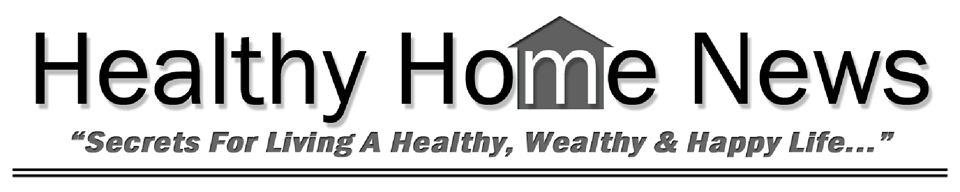 Healthy Home News
“Secrets For Living A Healthy, Wealthy & Happy Life...”